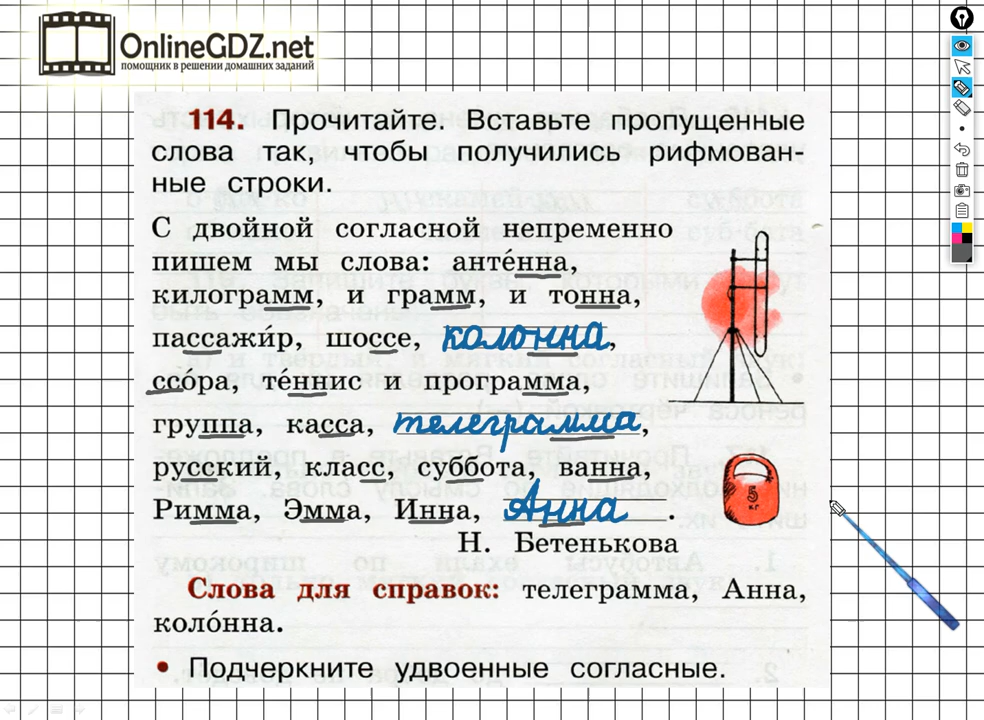 OnlineGDZ.net
помощник в решении домашних заданий
114. Прочитайте. Вставьте пропущенные
слова так, чтобы получились рифмован-
ные строки.
С двойной согласной непременно
пишем мы слова: анте́нна,
килограмм, и грамм, и тонна,
пассажи́р, шоссе, колонна,
ссо́ра, те́ннис и программа,
группа, касса, телеграмма,
русский, класс, суббота, ванна,
Римма, Эмма, Инна, Анна.
5
кг
Н. Бетенькова
Слова для справок: телеграмма, Анна,
коло́нна.
• Подчеркните удвоенные согласные.